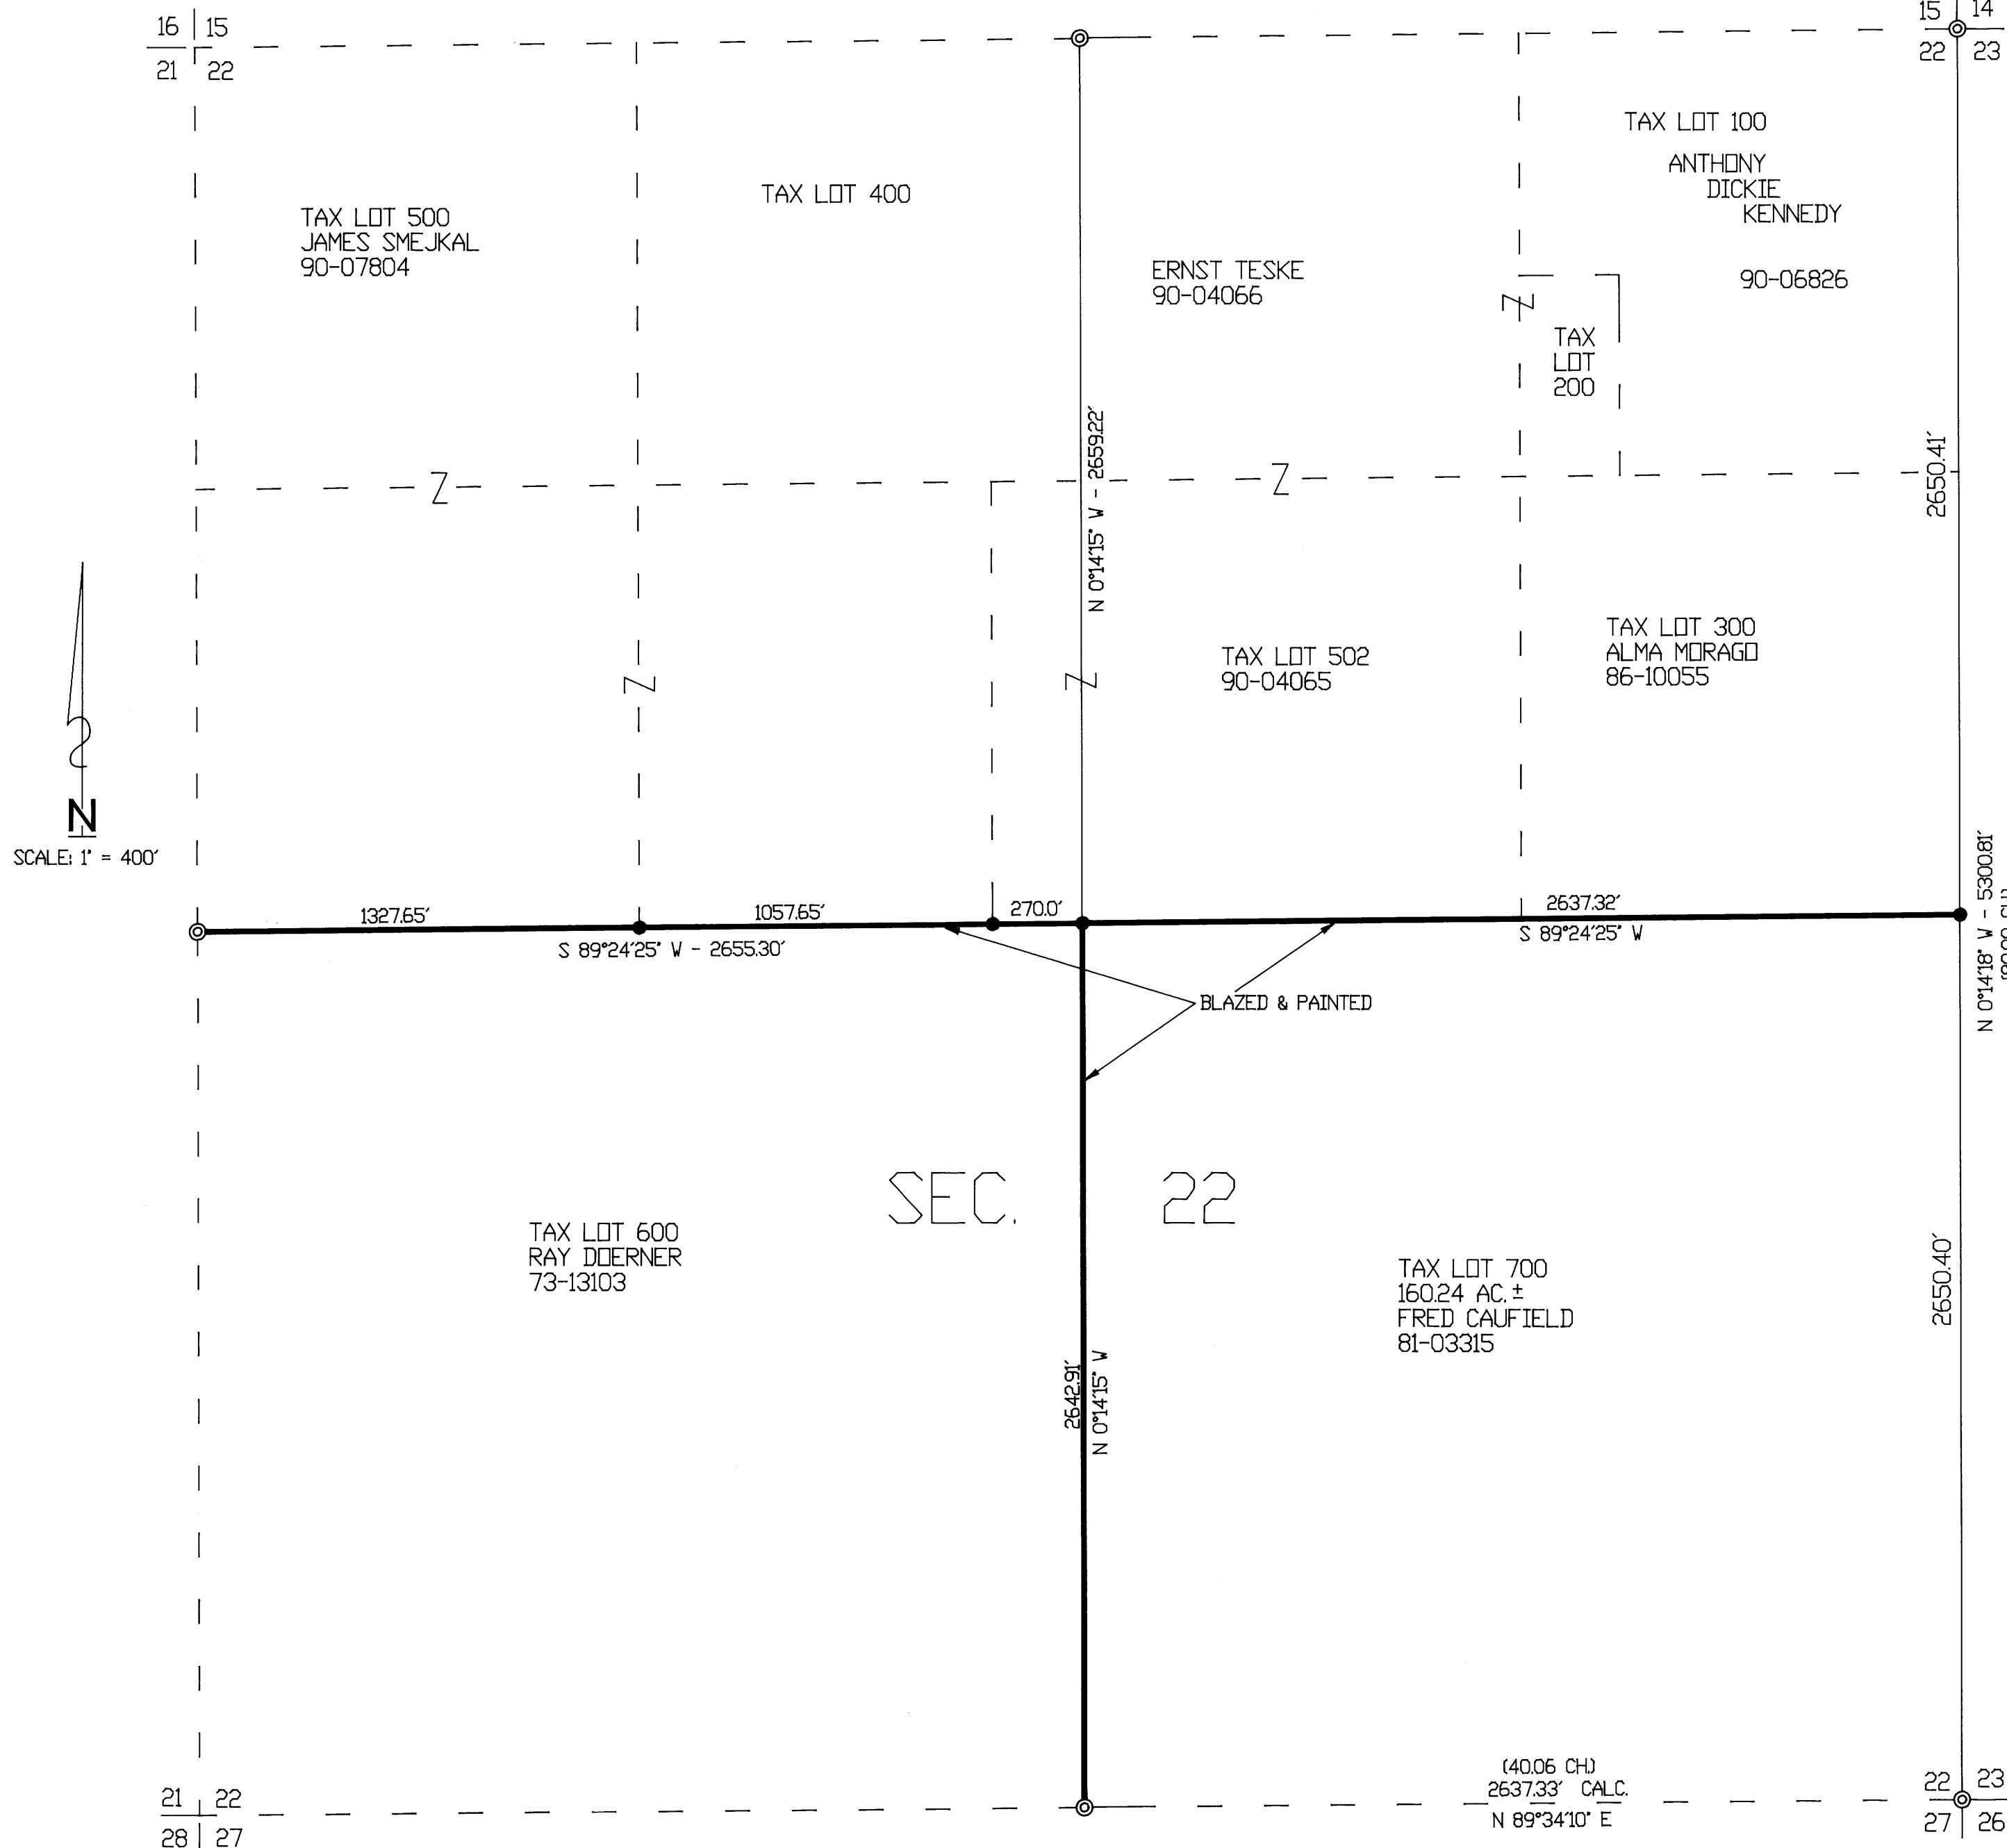 16 15
21 22
15 14
22 23
TAX LOT 100
ANTHONY
DICKIE
KENNEDY
90-06826
TAX LOT 400
TAX LOT 500
JAMES SMEJKAL
90-07804
ERNST TESKE
90-04066
TAX
LOT
200
N 0°14'15" W - 2659.22'
2650.41'
Z
Z
Z
Z
Z
TAX LOT 502
90-04065
TAX LOT 300
ALMA MORAGO
86-10055
N
SCALE: 1" = 400'
1327.65'
1057.65'
270.0'
2637.32'
S 89°24'25" W - 2655.30'
S 89°24'25" W
N 0°14'18" W - 5300.81'
BLAZED & PAINTED
SEC. 22
TAX LOT 600
RAY DOERNER
73-13103
TAX LOT 700
160.24 AC.±
FRED CAUFIELD
81-03315
2642.91'
N 0°14'15" W
2650.40'
(40.06 CH.)
2637.33' CALC.
N 89°34'10" E
21 22
28 27
22 23
27 26